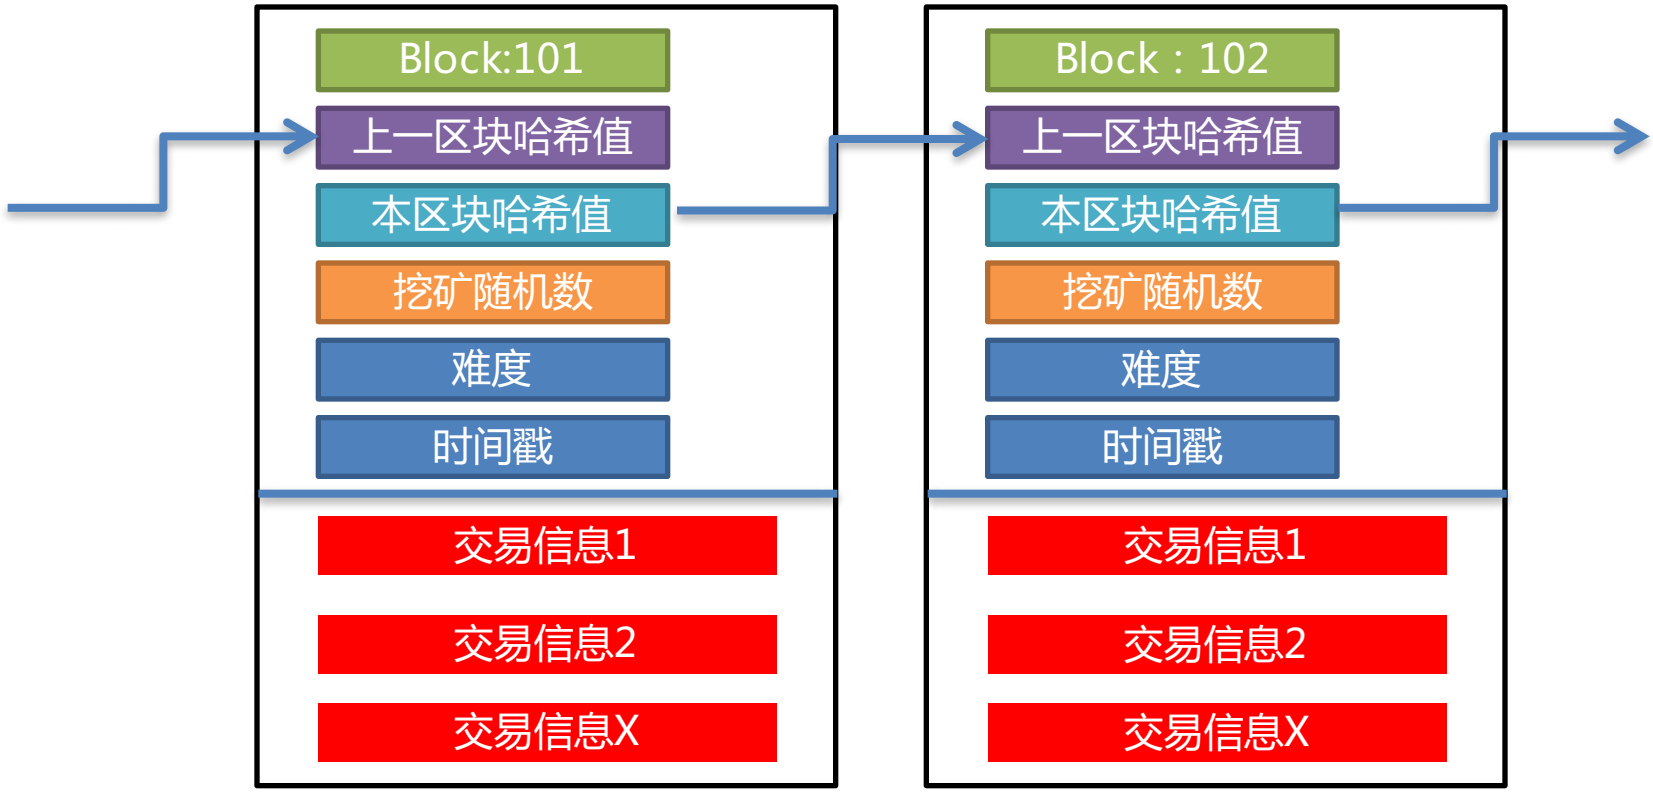 Block:101
上一区块哈希值
本区块哈希值
挖矿随机数
难度
时间戳
交易信息1
交易信息2
交易信息X
Block：102
上一区块哈希值
本区块哈希值
挖矿随机数
难度
时间戳
交易信息1
交易信息2
交易信息X